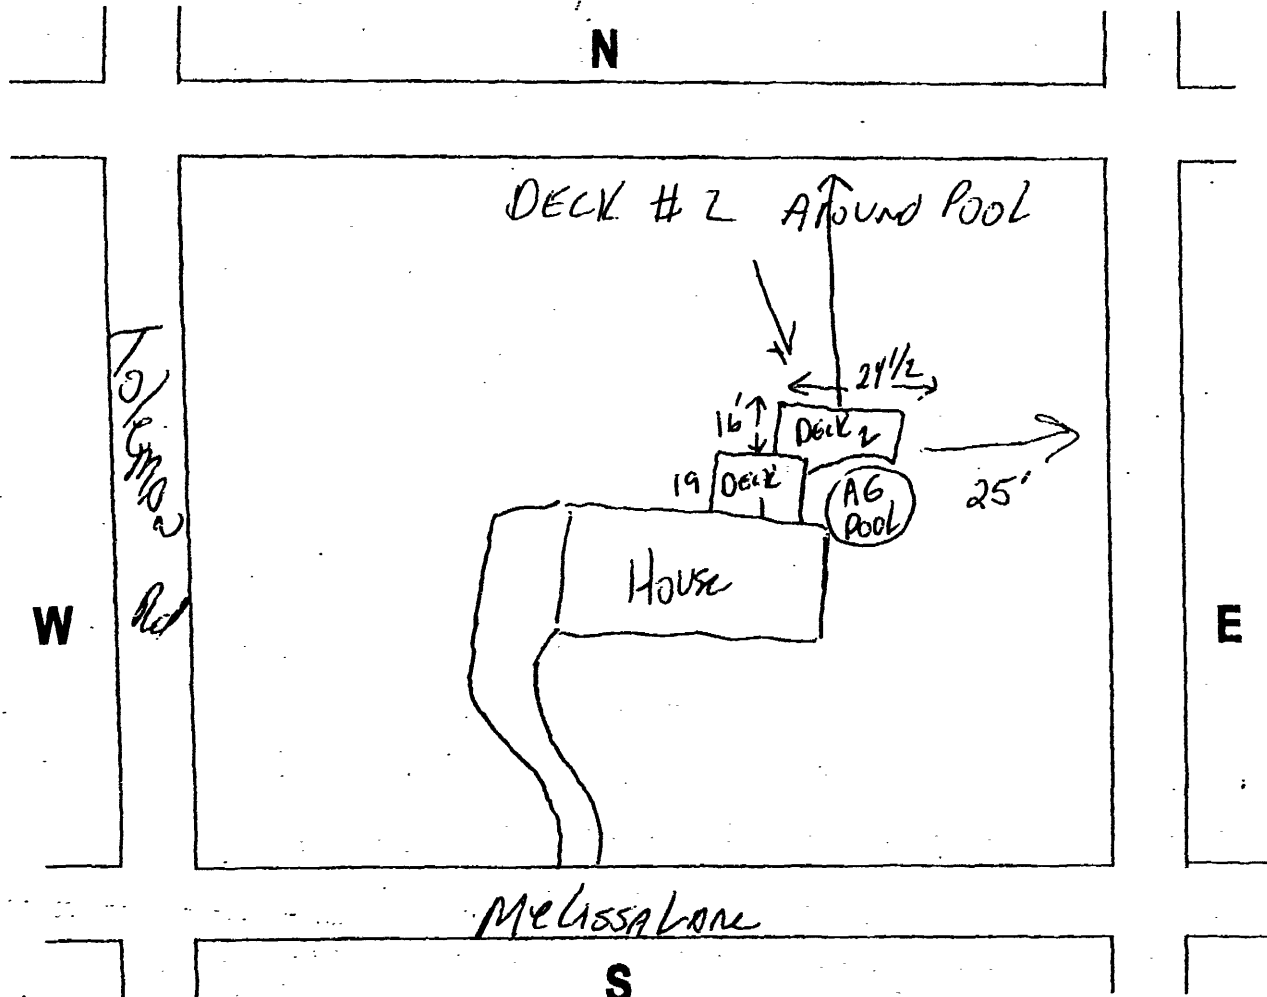 N
DECK # 2 AROUND POOL
24 1/2
16'
DECK 2
25'
19
DECK
1
AG
POOL
House
W
Rd
E
Melissa Lane
S